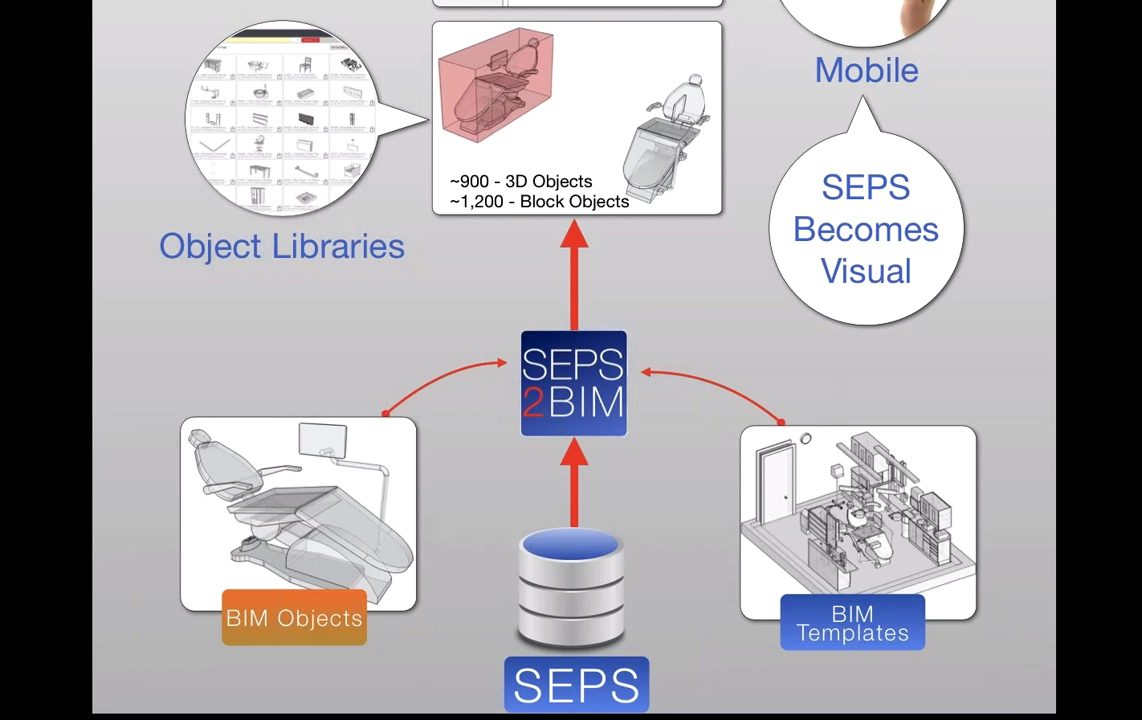 Mobile
~900 - 3D Objects
~1,200 - Block Objects
SEPS
Becomes
Visual
Object Libraries
SEPS
2BIM
BIM Objects
BIM
Templates
SEPS